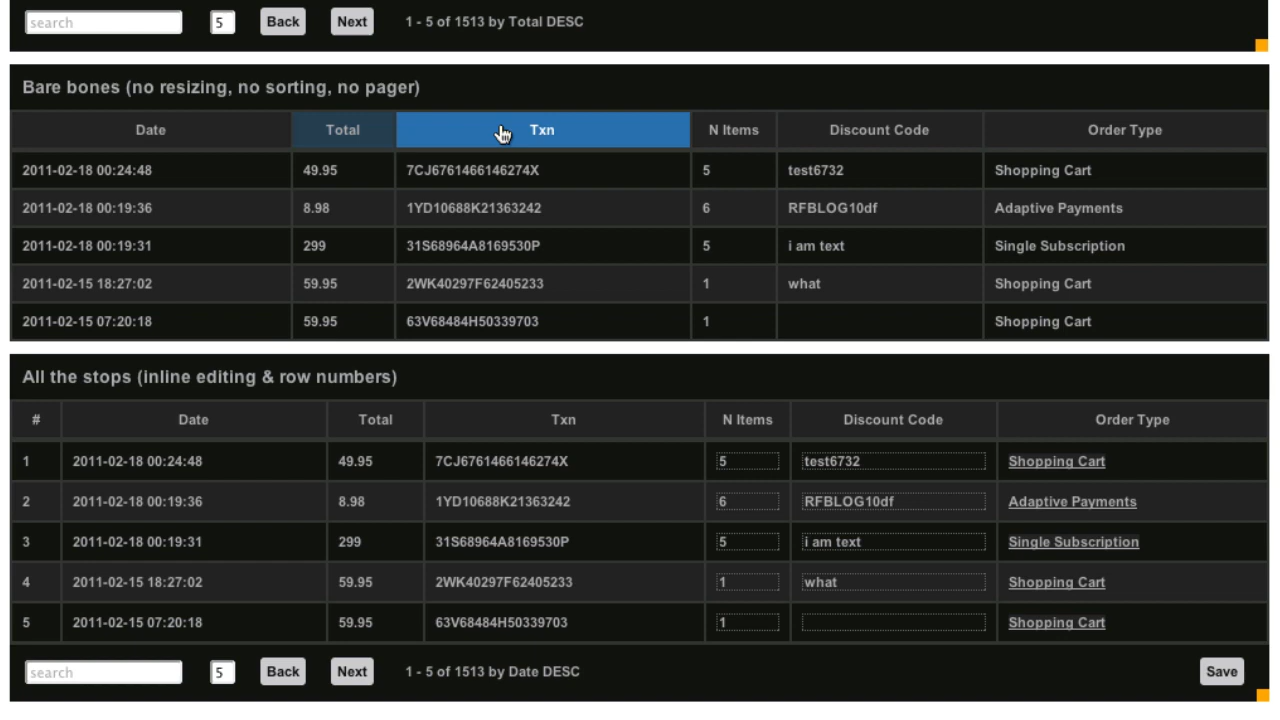 search 5 Back Next 1 - 5 of 1513 by Total DESC
Bare bones (no resizing, no sorting, no pager)
Date Total Txn N Items Discount Code Order Type
2011-02-18 00:24:48 49.95 7CJ6761466146274X 5 test6732 Shopping Cart
2011-02-18 00:19:36 8.98 1YD10688K21363242 6 RFBLOG10df Adaptive Payments
2011-02-18 00:19:31 299 31S68964A8169530P 5 i am text Single Subscription
2011-02-15 18:27:02 59.95 2WK40297F62405233 1 what Shopping Cart
2011-02-15 07:20:18 59.95 63V68484H50339703 1 Shopping Cart
All the stops (inline editing & row numbers)
# Date Total Txn N Items Discount Code Order Type
1 2011-02-18 00:24:48 49.95 7CJ6761466146274X 5 test6732 Shopping Cart
2 2011-02-18 00:19:36 8.98 1YD10688K21363242 6 RFBLOG10df Adaptive Payments
3 2011-02-18 00:19:31 299 31S68964A8169530P 5 i am text Single Subscription
4 2011-02-15 18:27:02 59.95 2WK40297F62405233 1 what Shopping Cart
5 2011-02-15 07:20:18 59.95 63V68484H50339703 1 Shopping Cart
search 5 Back Next 1 - 5 of 1513 by Date DESC Save